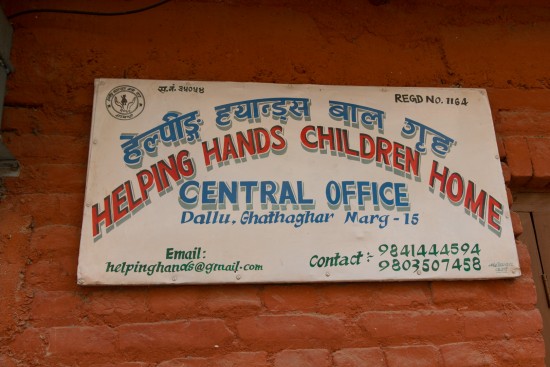 द.नं. २५०५४
REGD NO. 1164
हेल्पीङ्ग ह्याण्ड्स बाल गृह
HELPING HANDS CHILDREN HOME
CENTRAL OFFICE
Dallu, Ghathaghar Marg - 15
Email:
helpinghands@gmail.com
Contact:- 9841444594
9803507458